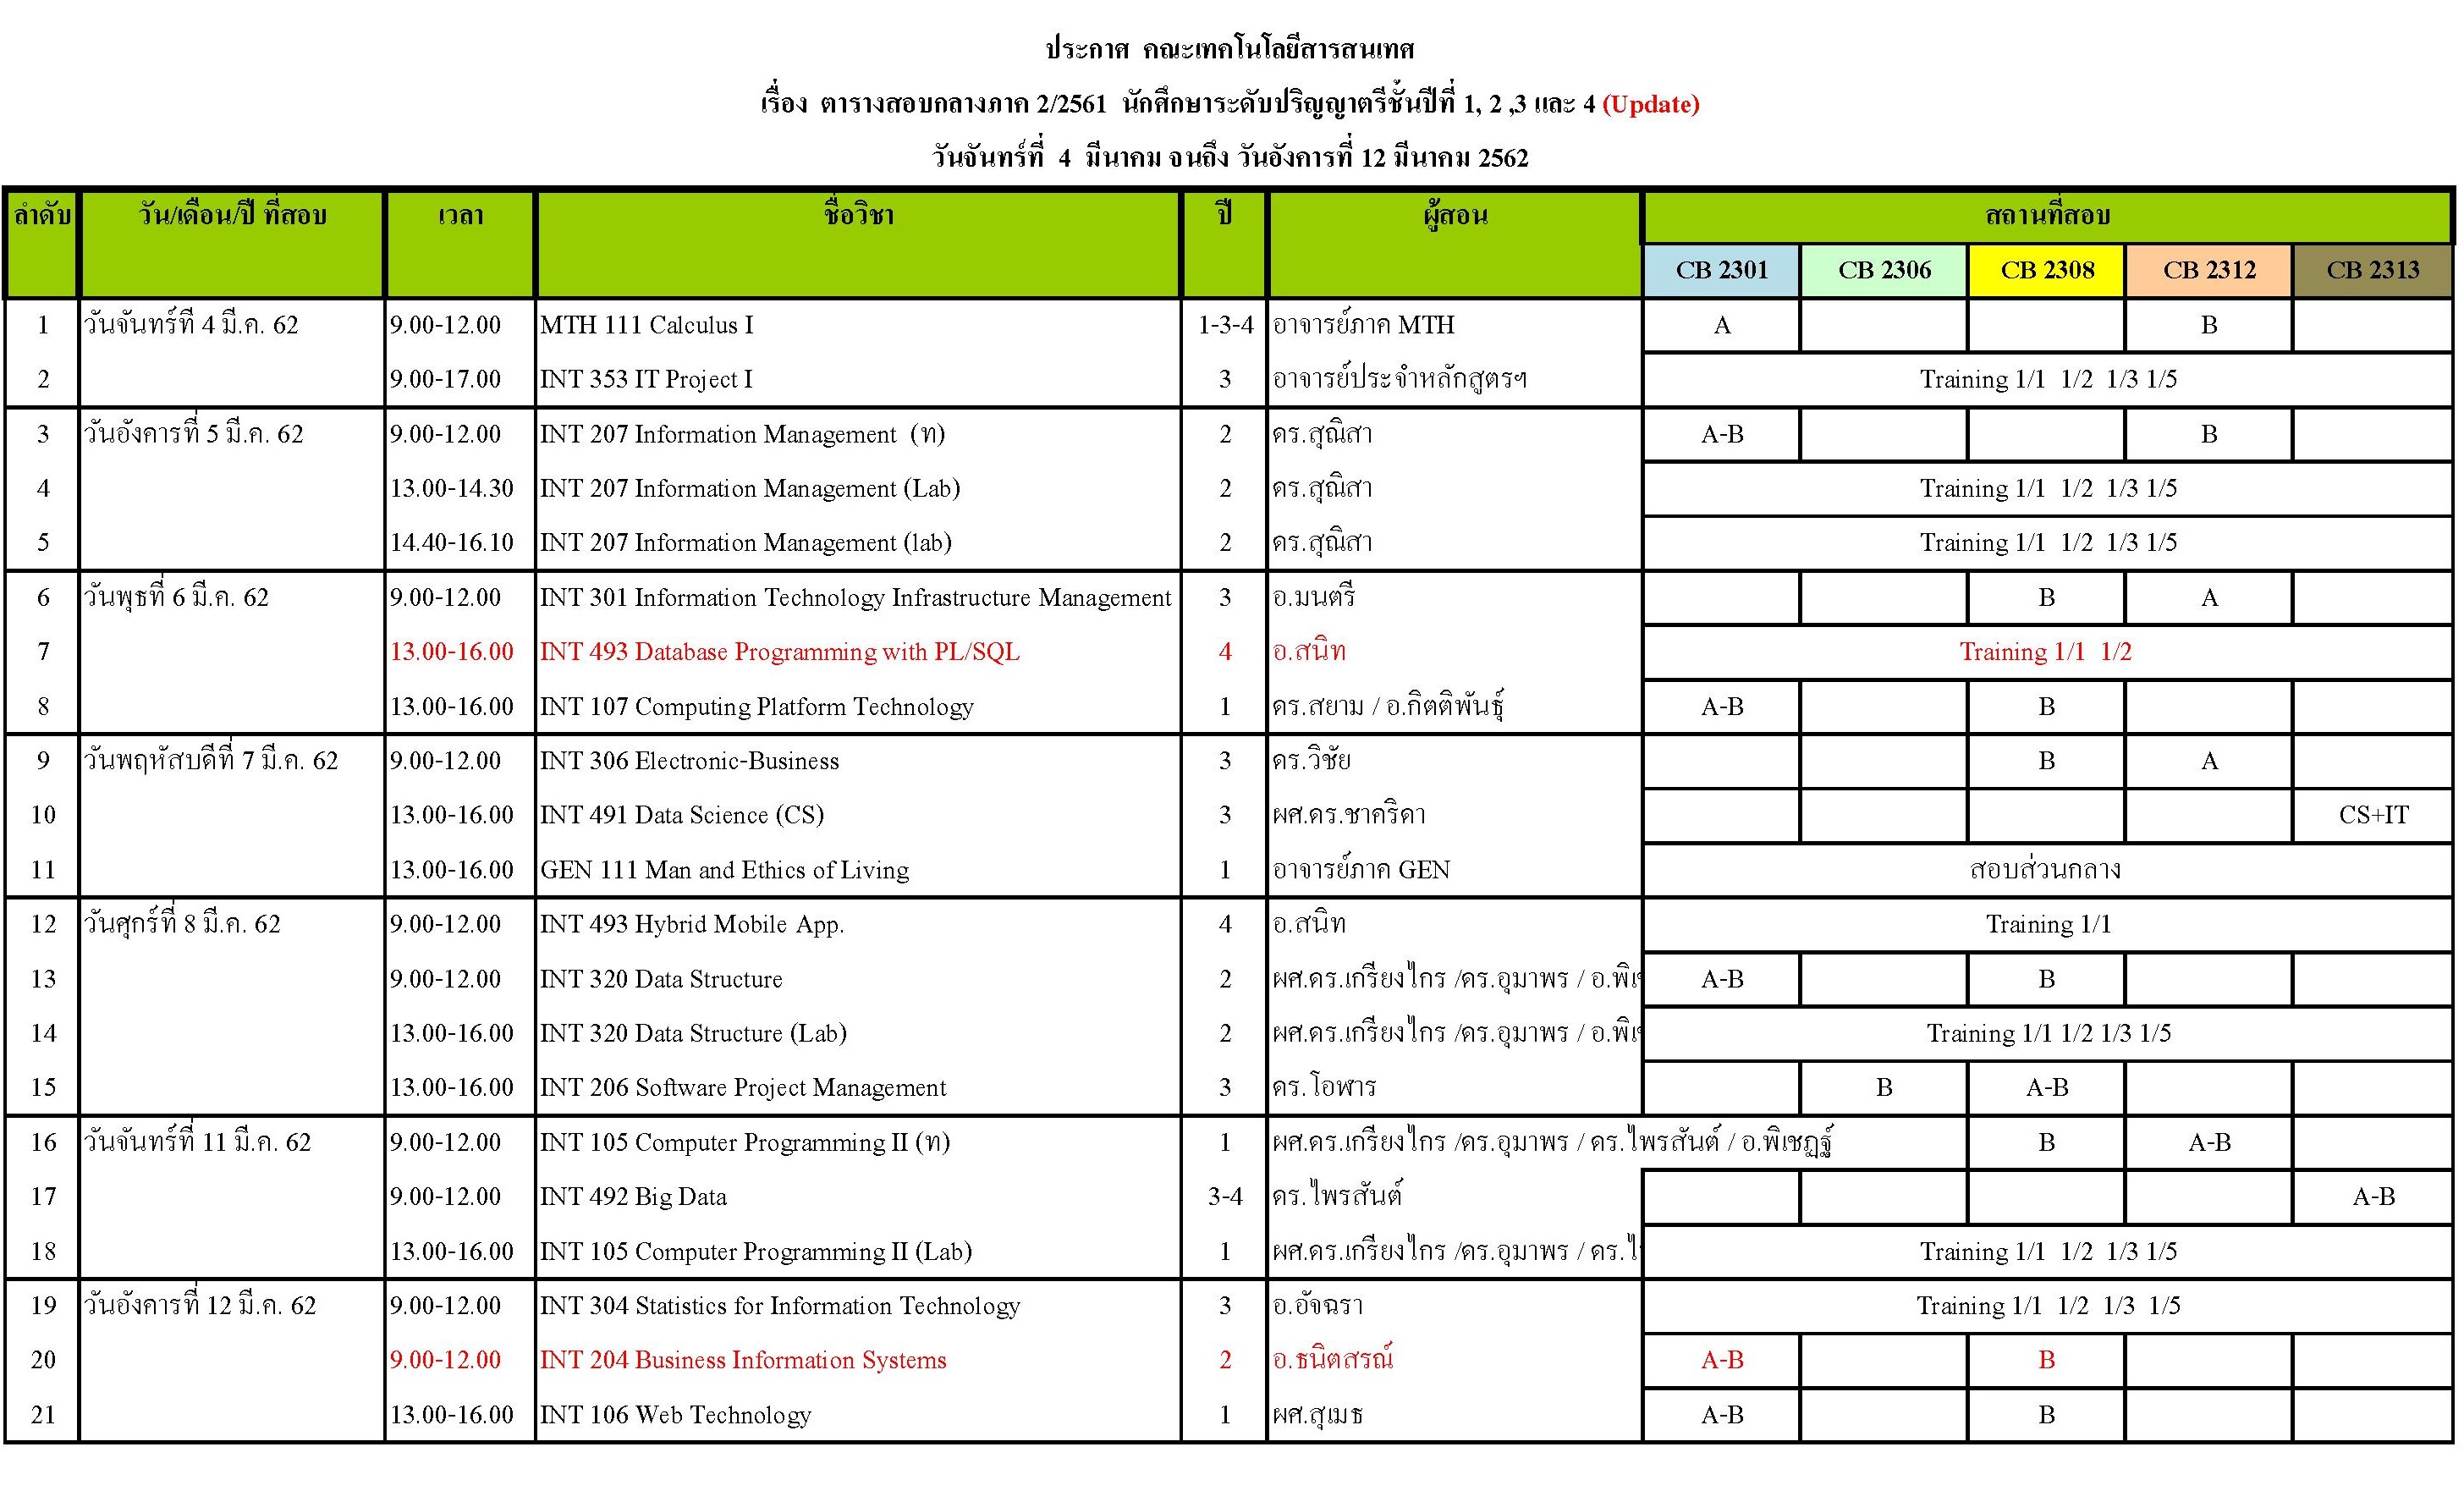 ประกาศ คณะเทคโนโลยีสารสนเทศ
เรื่อง ตารางสอบกลางภาค 2/2561 นักศึกษาระดับปริญญาตรีชั้นปีที่ 1, 2 ,3 และ 4 (Update)
วันจันทร์ที่ 4 มีนาคม จนถึง วันอังคารที่ 12 มีนาคม 2562
ลำดับ วัน/เดือน/ปี ที่สอบ เวลา ชื่อวิชา ปี ผู้สอน สถานที่สอบ
CB 2301 CB 2306 CB 2308 CB 2312 CB 2313
1 วันจันทร์ที่ 4 มี.ค. 62 9.00-12.00 MTH 111 Calculus I 1-3-4 อาจารย์ภาค MTH A B
2 9.00-17.00 INT 353 IT Project I 3 อาจารย์ประจำหลักสูตรฯ Training 1/1 1/2 1/3 1/5
3 วันอังคารที่ 5 มี.ค. 62 9.00-12.00 INT 207 Information Management (ท) 2 ดร.สุณิสา A-B B
4 13.00-14.30 INT 207 Information Management (Lab) 2 ดร.สุณิสา Training 1/1 1/2 1/3 1/5
5 14.40-16.10 INT 207 Information Management (lab) 2 ดร.สุณิสา Training 1/1 1/2 1/3 1/5
6 วันพุธที่ 6 มี.ค. 62 9.00-12.00 INT 301 Information Technology Infrastructure Management 3 อ.มนตรี B A
7 13.00-16.00 INT 493 Database Programming with PL/SQL 4 อ.สนิท Training 1/1 1/2
8 13.00-16.00 INT 107 Computing Platform Technology 1 ดร.สยาม / อ.กิตติพันธุ์ A-B B
9 วันพฤหัสบดีที่ 7 มี.ค. 62 9.00-12.00 INT 306 Electronic-Business 3 ดร.วิชัย B A
10 13.00-16.00 INT 491 Data Science (CS) 3 ผศ.ดร.ชาคริดา CS+IT
11 13.00-16.00 GEN 111 Man and Ethics of Living 1 อาจารย์ภาค GEN สอบส่วนกลาง
12 วันศุกร์ที่ 8 มี.ค. 62 9.00-12.00 INT 493 Hybrid Mobile App. 4 อ.สนิท Training 1/1
13 9.00-12.00 INT 320 Data Structure 2 ผศ.ดร.เกรียงไกร /ดร.อุมาพร / A-B B
14 13.00-16.00 INT 320 Data Structure (Lab) 2 ผศ.ดร.เกรียงไกร /ดร.อุมาพร / Training 1/1 1/2 1/3 1/5
15 13.00-16.00 INT 206 Software Project Management 3 ดร.โอฬาร B A-B
16 วันจันทร์ที่ 11 มี.ค. 62 9.00-12.00 INT 105 Computer Programming II (ท) 1 ผศ.ดร.เกรียงไกร /ดร.อุมาพร / ดร.ไพรสันต์ / อ.พิเชฏฐ์ B A-B
17 9.00-12.00 INT 492 Big Data 3-4 ดร.ไพรสันต์ A-B
18 13.00-16.00 INT 105 Computer Programming II (Lab) 1 ผศ.ดร.เกรียงไกร /ดร.อุมาพร / Training 1/1 1/2 1/3 1/5
19 วันอังคารที่ 12 มี.ค. 62 9.00-12.00 INT 304 Statistics for Information Technology 3 อ.อัจฉรา Training 1/1 1/2 1/3 1/5
20 9.00-12.00 INT 204 Business Information Systems 2 อ.ธนิตสรณ์ A-B B
21 13.00-16.00 INT 106 Web Technology 1 ผศ.สุเมธ A-B B